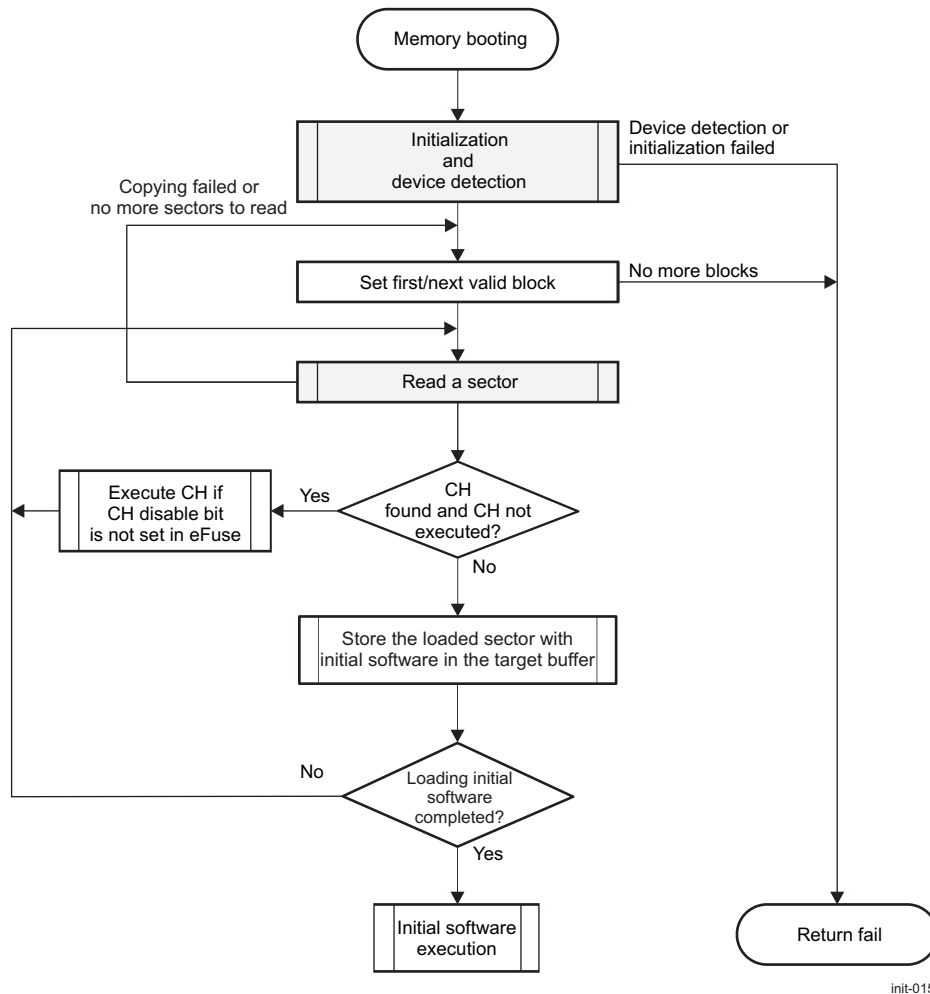 Memory booting
Initialization
and
device detection
Device detection or
initialization failed
Copying failed or
no more sectors to read
Set first/next valid block
No more blocks
Read a sector
Execute CH if
CH disable bit
is not set in eFuse
Yes
CH
found and CH not
executed?
No
Store the loaded sector with
initial software in the target buffer
No
Loading initial
software
completed?
Yes
Initial software
execution
Return fail
init-015